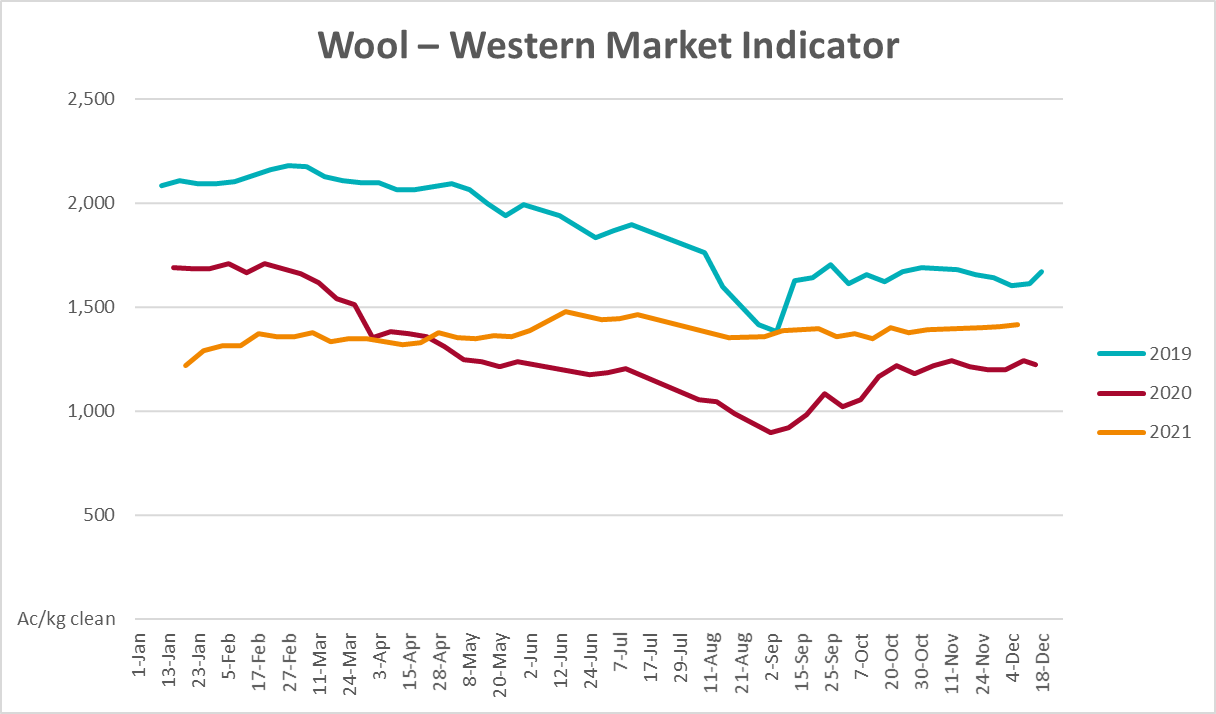 Wool – Western Market Indicator
2,500
2,000
1,500
1,000
500
Ac/kg clean
1-Jan
13-Jan
23-Jan
5-Feb
17-Feb
27-Feb
11-Mar
24-Mar
3-Apr
15-Apr
28-Apr
8-May
20-May
2-Jun
12-Jun
24-Jun
7-Jul
17-Jul
29-Jul
11-Aug
21-Aug
2-Sep
15-Sep
25-Sep
7-Oct
20-Oct
30-Oct
11-Nov
24-Nov
4-Dec
18-Dec
2019
2020
2021